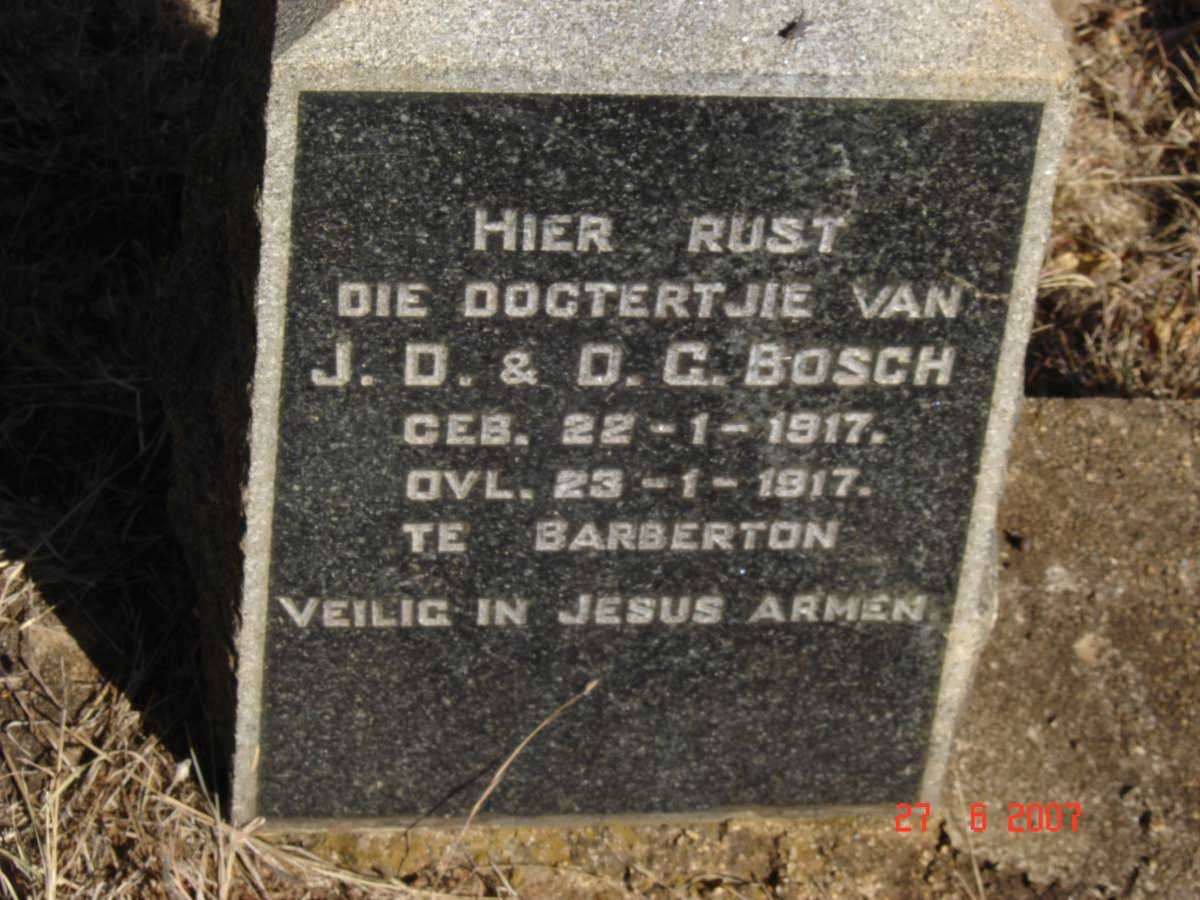 HIER RUST
DIE DOGTERTJIE VAN
J. D. & D. G. BOSCH
GEB. 22-1-1917.
OVL. 23-1-1917.
TE BARBERTON
VEILIG IN JESUS ARMEN.
27 6 2007